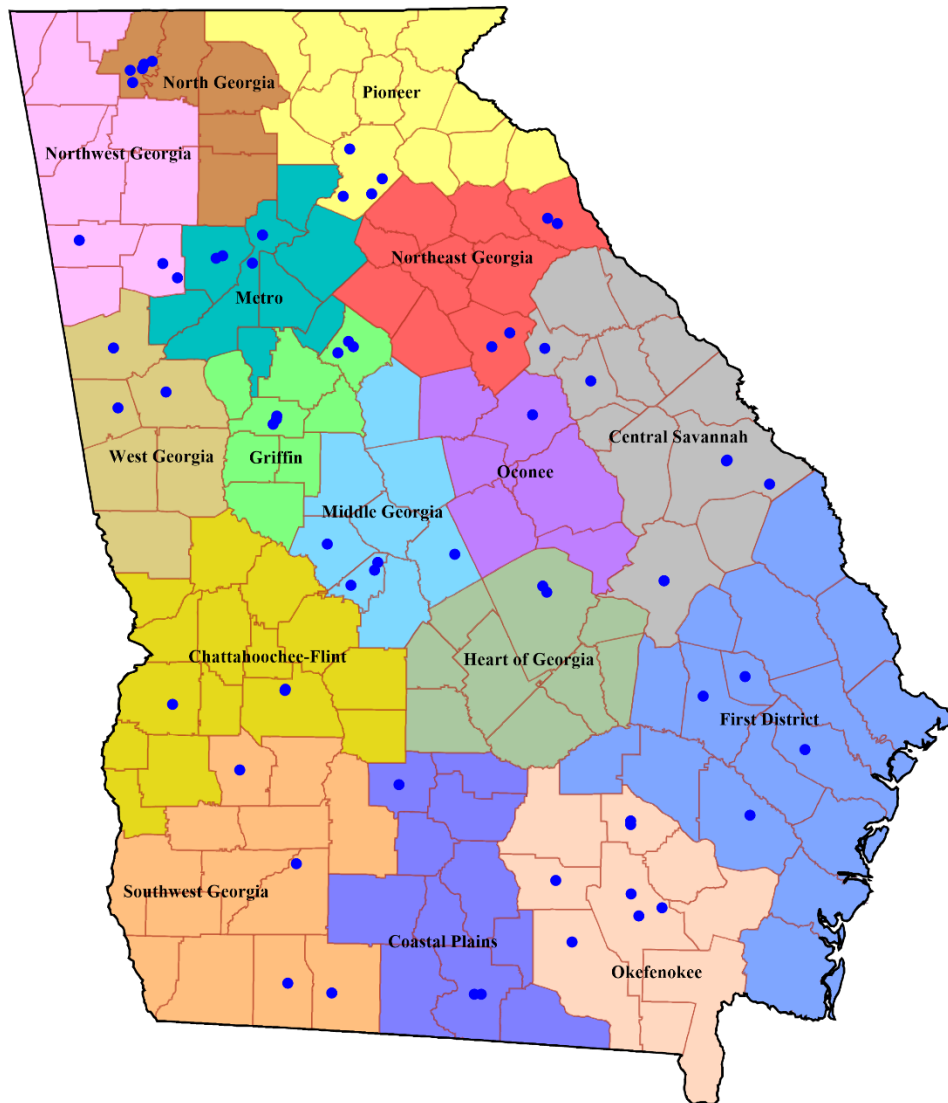 North Georgia
Pioneer
Northwest Georgia
Northeast Georgia
Metro
Central Savannah
West Georgia
Griffin
Oconee
Middle Georgia
Chattahoochee-Flint
Heart of Georgia
First District
Southwest Georgia
Coastal Plains
Okefenokee